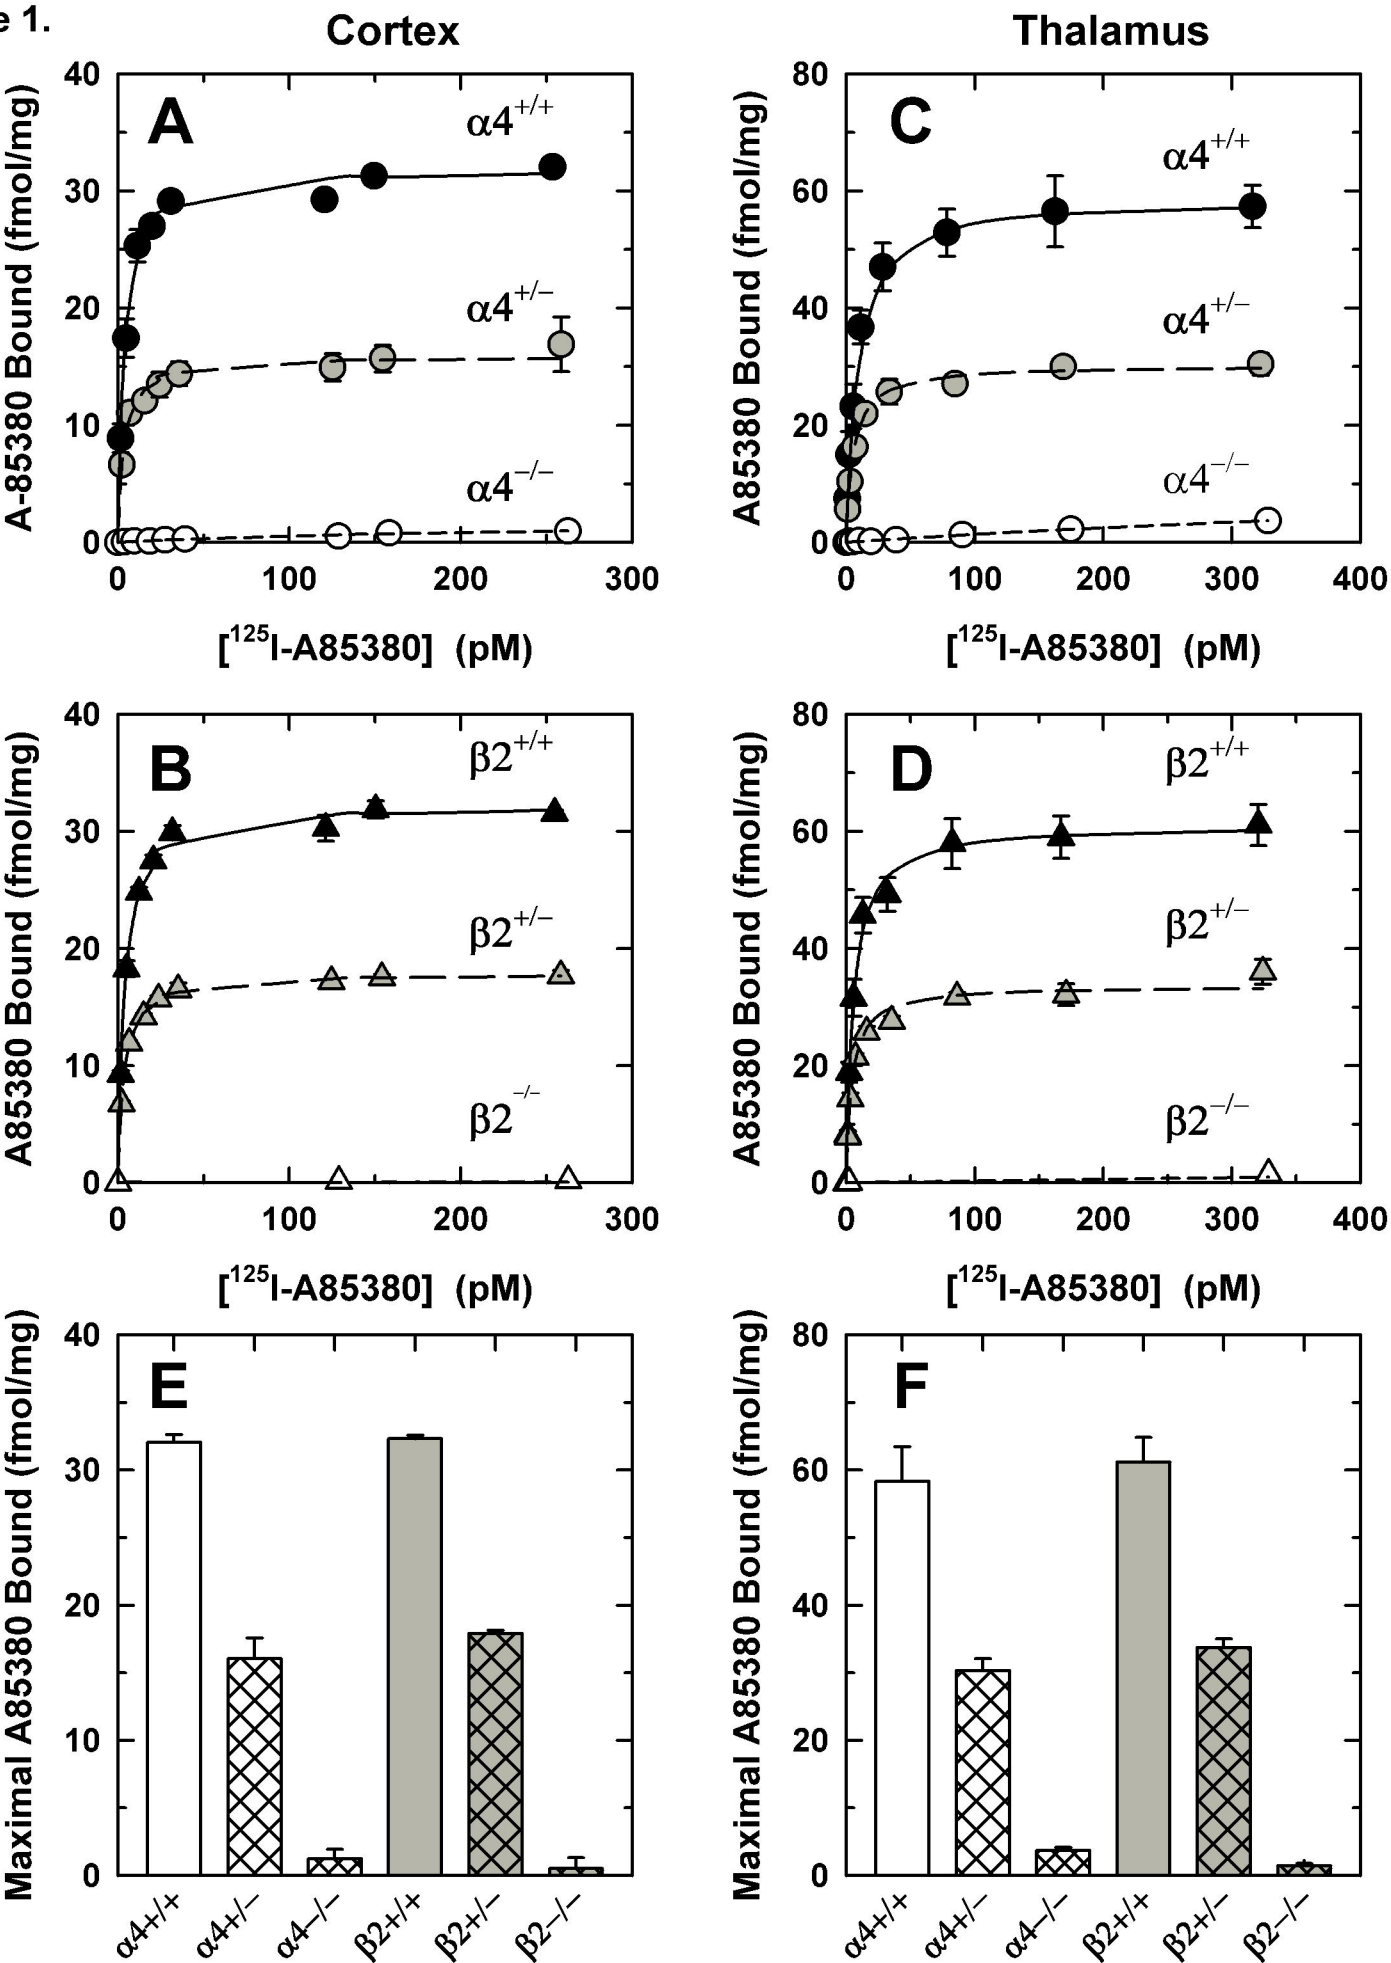 e 1.
Cortex
Thalamus
A
A-85380 Bound (fmol/mg)
40
30
20
10
0
α4+/+
α4+/−
α4−/−
0 100 200 300
[125I-A85380] (pM)
C
A85380 Bound (fmol/mg)
80
60
40
20
0
α4+/+
α4+/−
α4−/−
0 100 200 300 400
[125I-A85380] (pM)
B
A85380 Bound (fmol/mg)
40
30
20
10
0
β2+/+
β2+/−
β2−/−
0 100 200 300
[125I-A85380] (pM)
D
A85380 Bound (fmol/mg)
80
60
40
20
0
β2+/+
β2+/−
β2−/−
0 100 200 300 400
[125I-A85380] (pM)
E
Maximal A85380 Bound (fmol/mg)
40
30
20
10
0
α4+/+ α4+/− α4−/− β2+/+ β2+/− β2−/−
F
Maximal A85380 Bound (fmol/mg)
80
60
40
20
0
α4+/+ α4+/− α4−/− β2+/+ β2+/− β2−/−